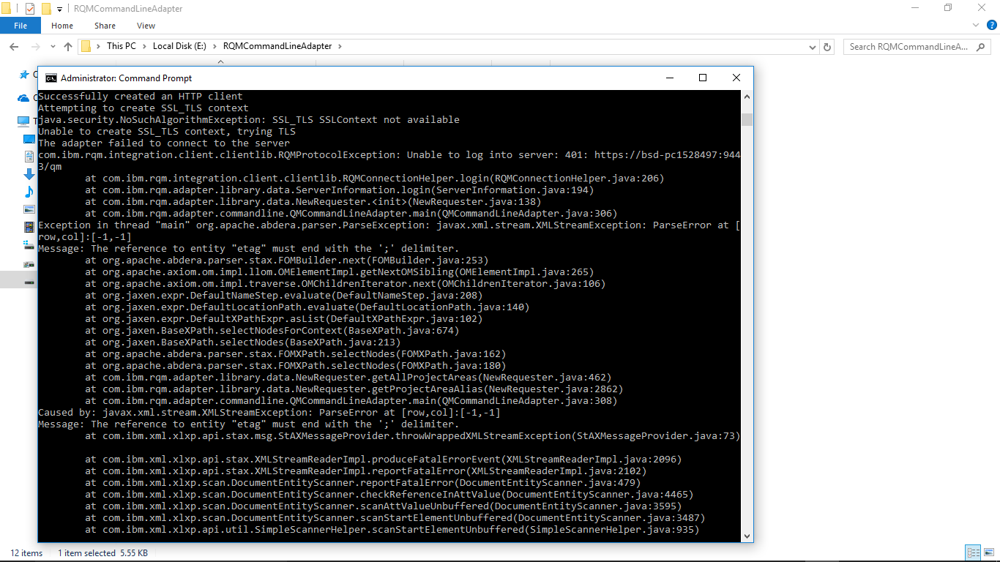 RQMCommandLineAdapter
File Home Share View
This PC Local Disk (E:) RQMCommandLineAdapter
Search RQMCommandLineA...
Administrator: Command Prompt
Successfully created an HTTP client
Attempting to create SSL_TLS context
java.security.NoSuchAlgorithmException: SSL_TLS SSLContext not available
Unable to create SSL_TLS context, trying TLS
The adapter failed to connect to the server
com.ibm.rqm.integration.client.clientlib.RQMProtocolException: Unable to log into server: 401: https://bsd-pc1528497:944
3/qm
at com.ibm.rqm.integration.client.clientlib.RQMConnectionHelper.login(RQMConnectionHelper.java:206)
at com.ibm.rqm.adapter.library.data.ServerInformation.login(ServerInformation.java:194)
at com.ibm.rqm.adapter.library.data.NewRequester.<init>(NewRequester.java:138)
at com.ibm.rqm.adapter.commandline.QMCommandLineAdapter.main(QMCommandLineAdapter.java:306)
Exception in thread "main" org.apache.abdera.parser.ParseException: javax.xml.stream.XMLStreamException: ParseError at [
row,col]:[-1,-1]
Message: The reference to entity "etag" must end with the ';' delimiter.
at org.apache.abdera.parser.stax.FOMBuilder.next(FOMBuilder.java:253)
at org.apache.axiom.om.impl.llom.OMElementImpl.getNextOMSibling(OMElementImpl.java:265)
at org.apache.axiom.om.impl.traverse.OMChildrenIterator.next(OMChildrenIterator.java:106)
at org.jaxen.expr.DefaultNameStep.evaluate(DefaultNameStep.java:208)
at org.jaxen.expr.DefaultLocationPath.evaluate(DefaultLocationPath.java:140)
at org.jaxen.expr.DefaultXPathExpr.asList(DefaultXPathExpr.java:102)
at org.jaxen.BaseXPath.selectNodesForContext(BaseXPath.java:674)
at org.jaxen.BaseXPath.selectNodes(BaseXPath.java:213)
at org.apache.abdera.parser.stax.FOMXPath.selectNodes(FOMXPath.java:162)
at org.apache.abdera.parser.stax.FOMXPath.selectNodes(FOMXPath.java:180)
at com.ibm.rqm.adapter.library.data.NewRequester.getAllProjectAreas(NewRequester.java:462)
at com.ibm.rqm.adapter.library.data.NewRequester.getProjectAreaAlias(NewRequester.java:2862)
at com.ibm.rqm.adapter.commandline.QMCommandLineAdapter.main(QMCommandLineAdapter.java:308)
Caused by: javax.xml.stream.XMLStreamException: ParseError at [row,col]:[-1,-1]
Message: The reference to entity "etag" must end with the ';' delimiter.
at com.ibm.xml.xlxp.api.stax.msg.StAXMessageProvider.throwWrappedXMLStreamException(StAXMessageProvider.java:73)
at com.ibm.xml.xlxp.api.stax.XMLStreamReaderImpl.produceFatalErrorEvent(XMLStreamReaderImpl.java:2096)
at com.ibm.xml.xlxp.api.stax.XMLStreamReaderImpl.reportFatalError(XMLStreamReaderImpl.java:2102)
at com.ibm.xml.xlxp.scan.DocumentEntityScanner.reportFatalError(DocumentEntityScanner.java:479)
at com.ibm.xml.xlxp.scan.DocumentEntityScanner.checkReferenceInAttValue(DocumentEntityScanner.java:4465)
at com.ibm.xml.xlxp.scan.DocumentEntityScanner.scanAttValueUnbuffered(DocumentEntityScanner.java:3595)
at com.ibm.xml.xlxp.scan.DocumentEntityScanner.scanStartElementUnbuffered(DocumentEntityScanner.java:3487)
at com.ibm.xml.xlxp.api.util.SimpleScannerHelper.scanStartElementUnbuffered(SimpleScannerHelper.java:935)
12 items 1 item selected 5.55 KB